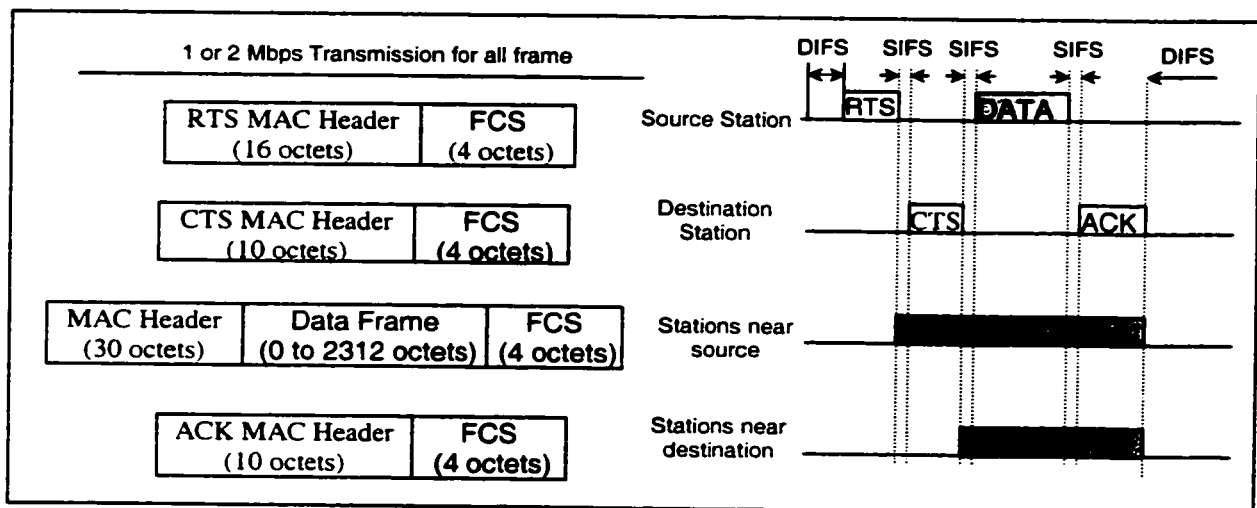 1 or 2 Mbps Transmission for all frame
RTS MAC Header
(16 octets)
FCS
(4 octets)
CTS MAC Header
(10 octets)
FCS
(4 octets)
MAC Header
(30 octets)
Data Frame
(0 to 2312 octets)
FCS
(4 octets)
ACK MAC Header
(10 octets)
FCS
(4 octets)
DIFS SIFS SIFS SIFS DIFS
Source Station
RTS
DATA
Destination
Station
CTS
ACK
Stations near
source
Stations near
destination